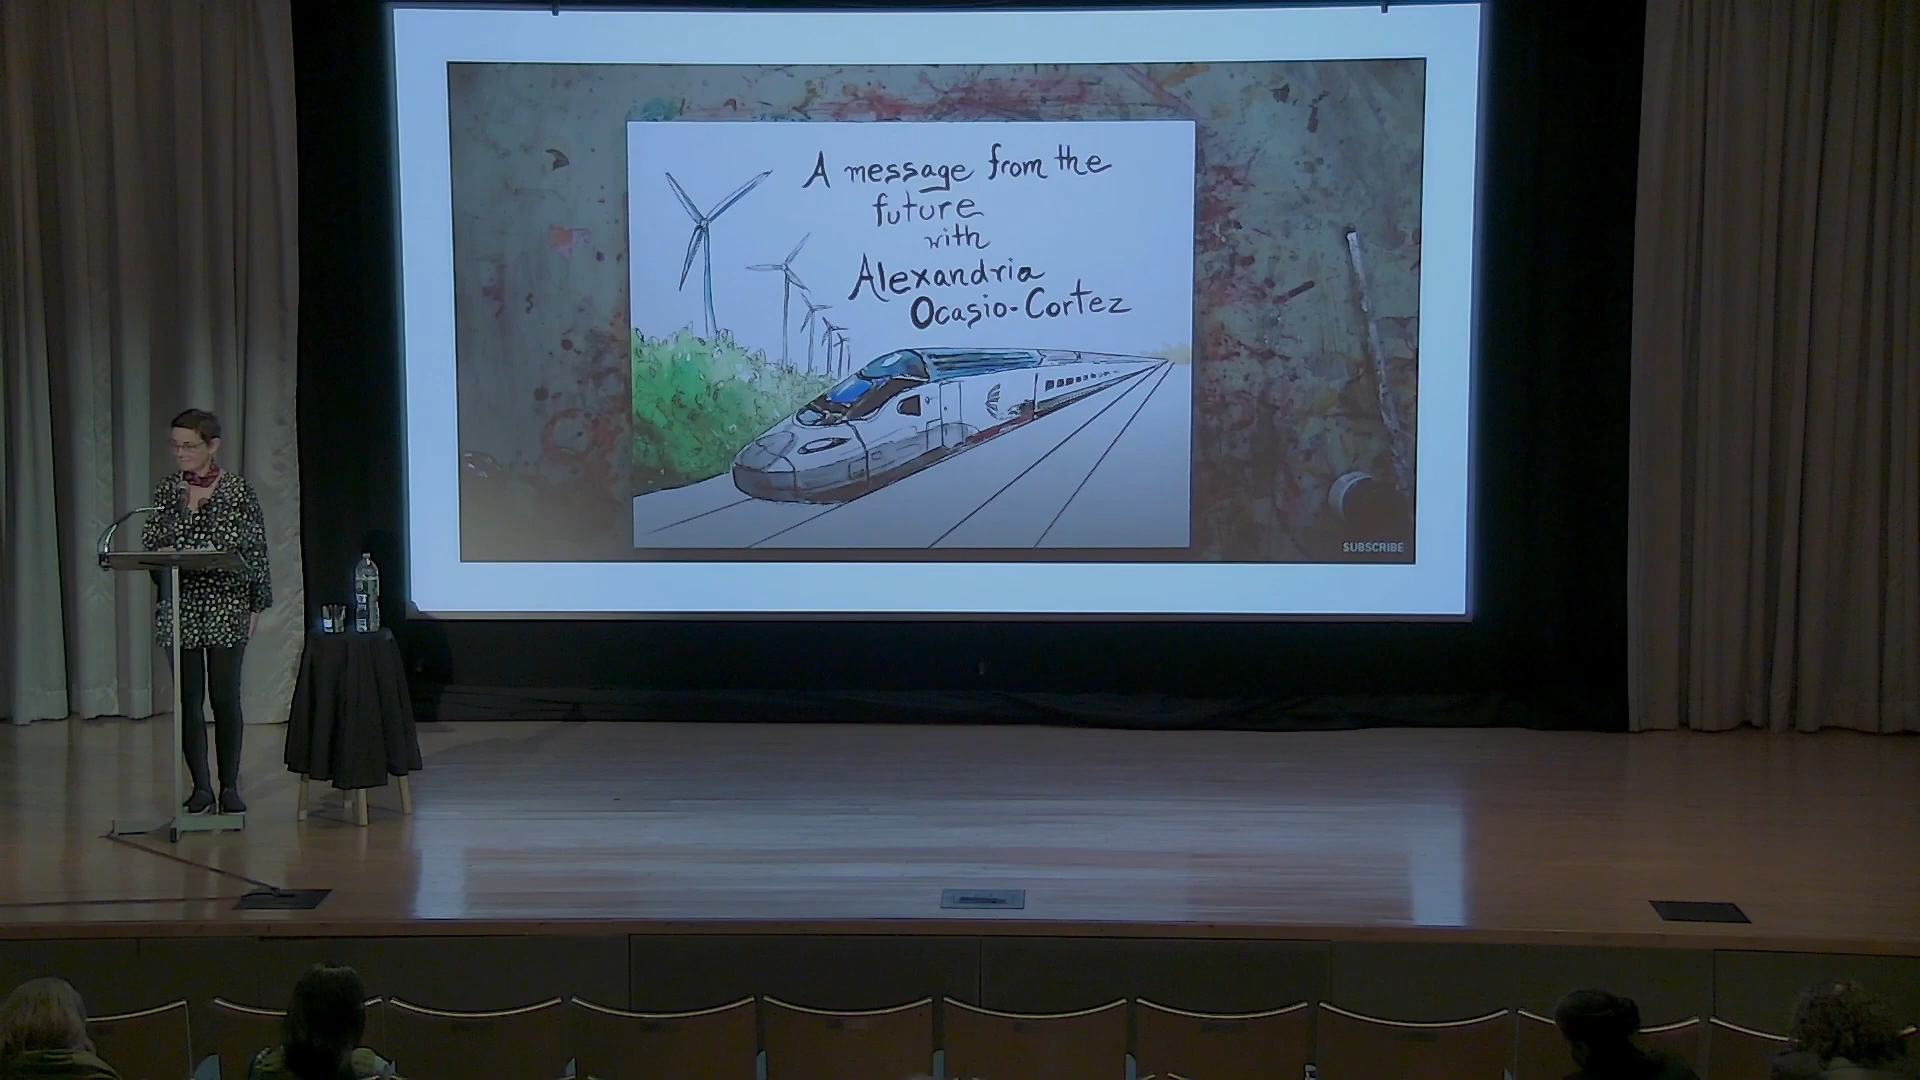 A message from the
future
with
Alexandria
Ocasio-Cortez
SUBSCRIBE